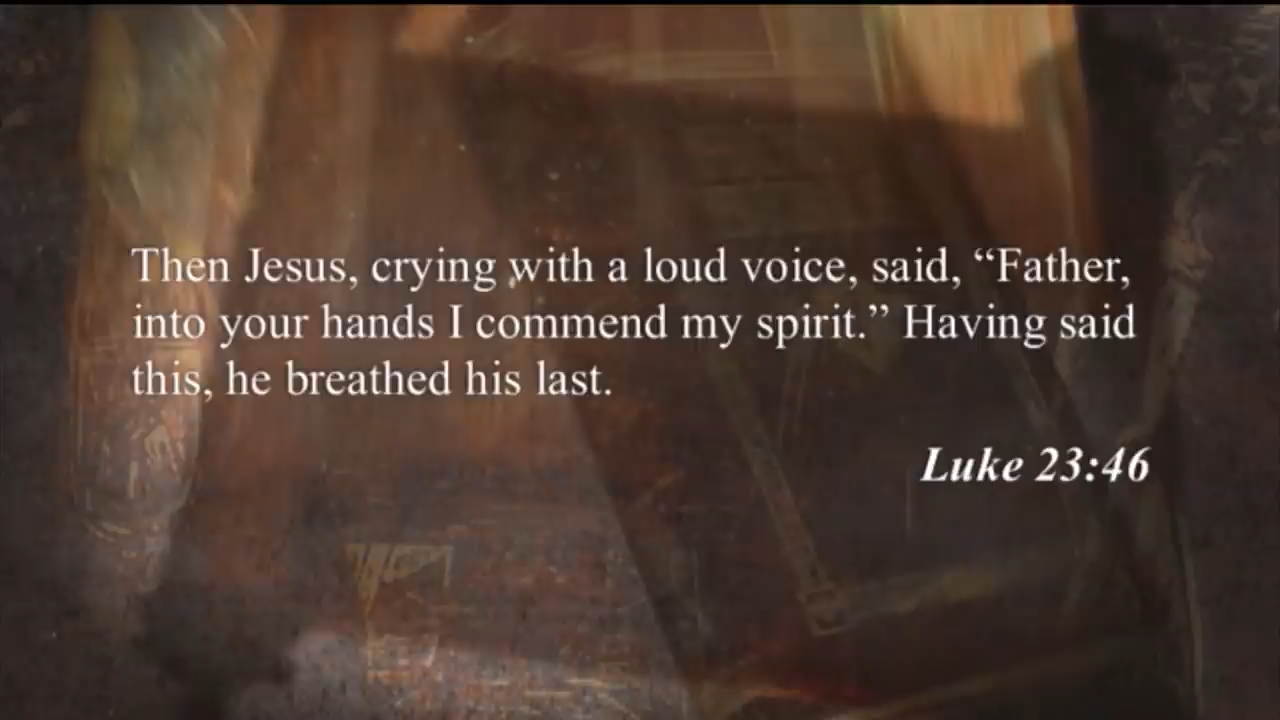 Then Jesus, crying with a loud voice, said, “Father,
into your hands I commend my spirit.” Having said
this, he breathed his last.
Luke 23:46